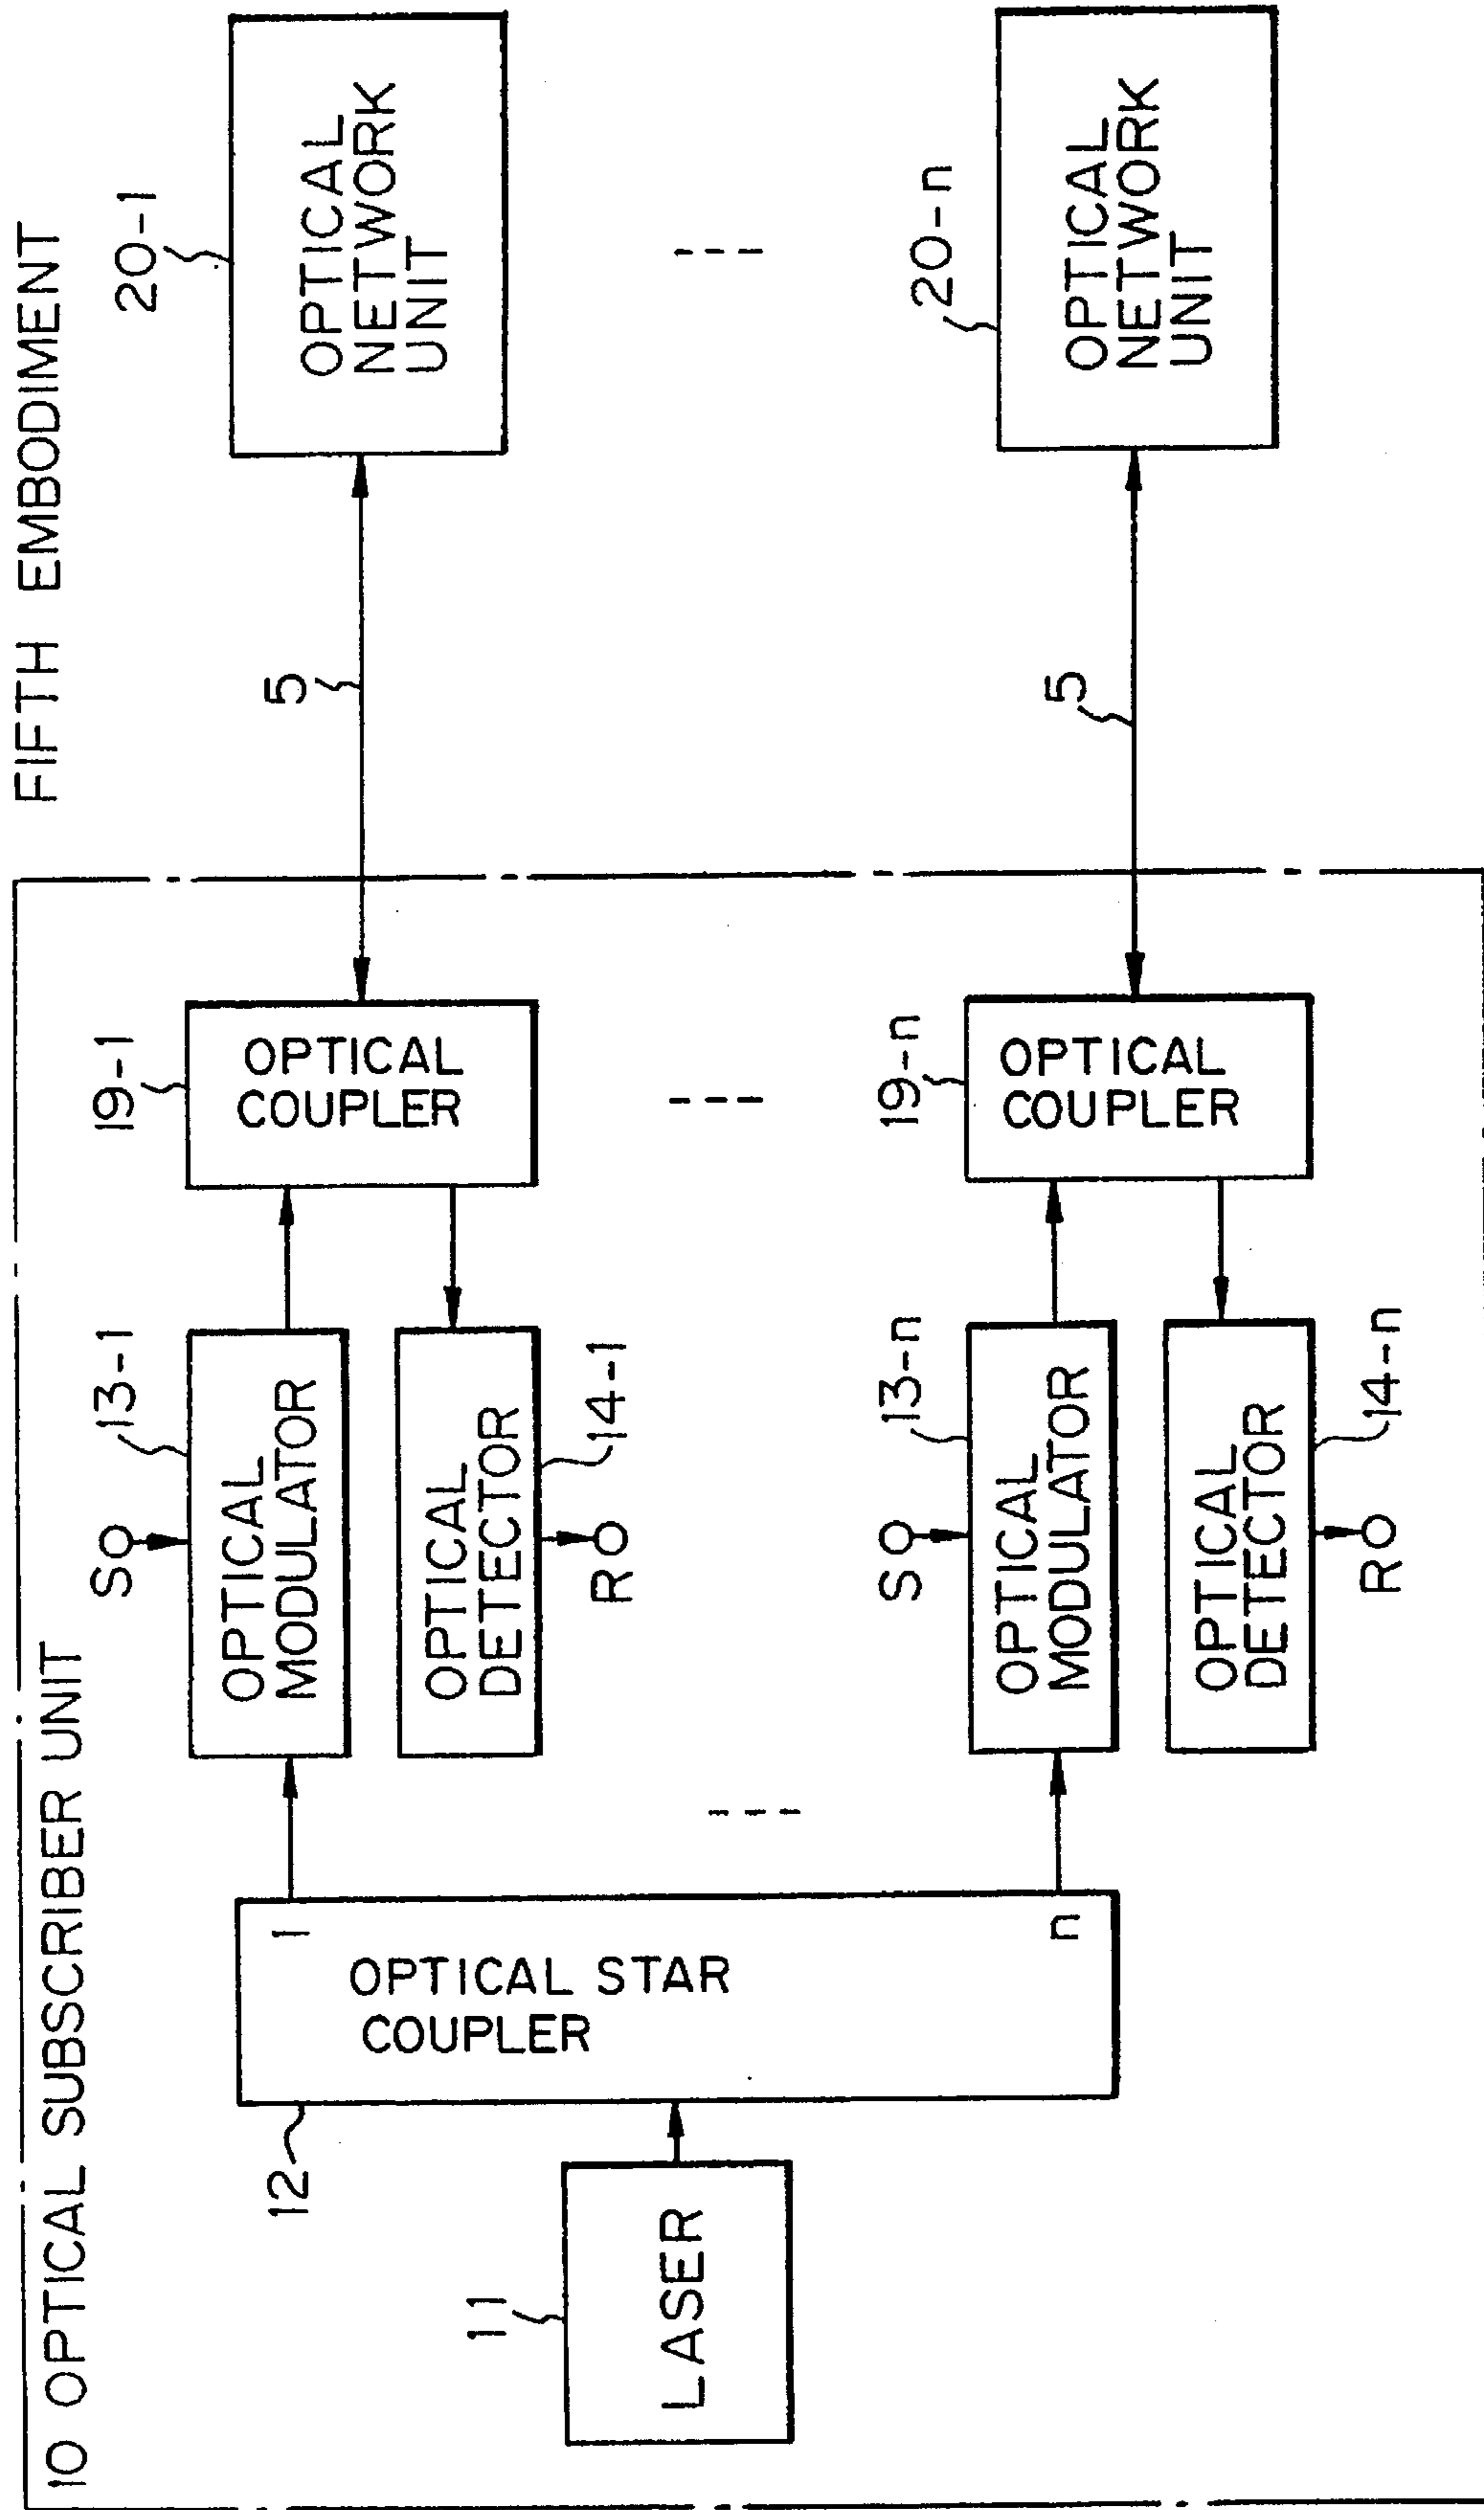 FIFTH EMBODIMENT
10 OPTICAL SUBSCRIBER UNIT
11
LASER
12
OPTICAL STAR
COUPLER
1
n
S
13-1
OPTICAL
MODULATOR
OPTICAL
DETECTOR
14-1
R
19-1
OPTICAL
COUPLER
5
20-1
OPTICAL
NETWORK
UNIT
S
13-n
OPTICAL
MODULATOR
OPTICAL
DETECTOR
14-n
R
19-n
OPTICAL
COUPLER
5
20-n
OPTICAL
NETWORK
UNIT